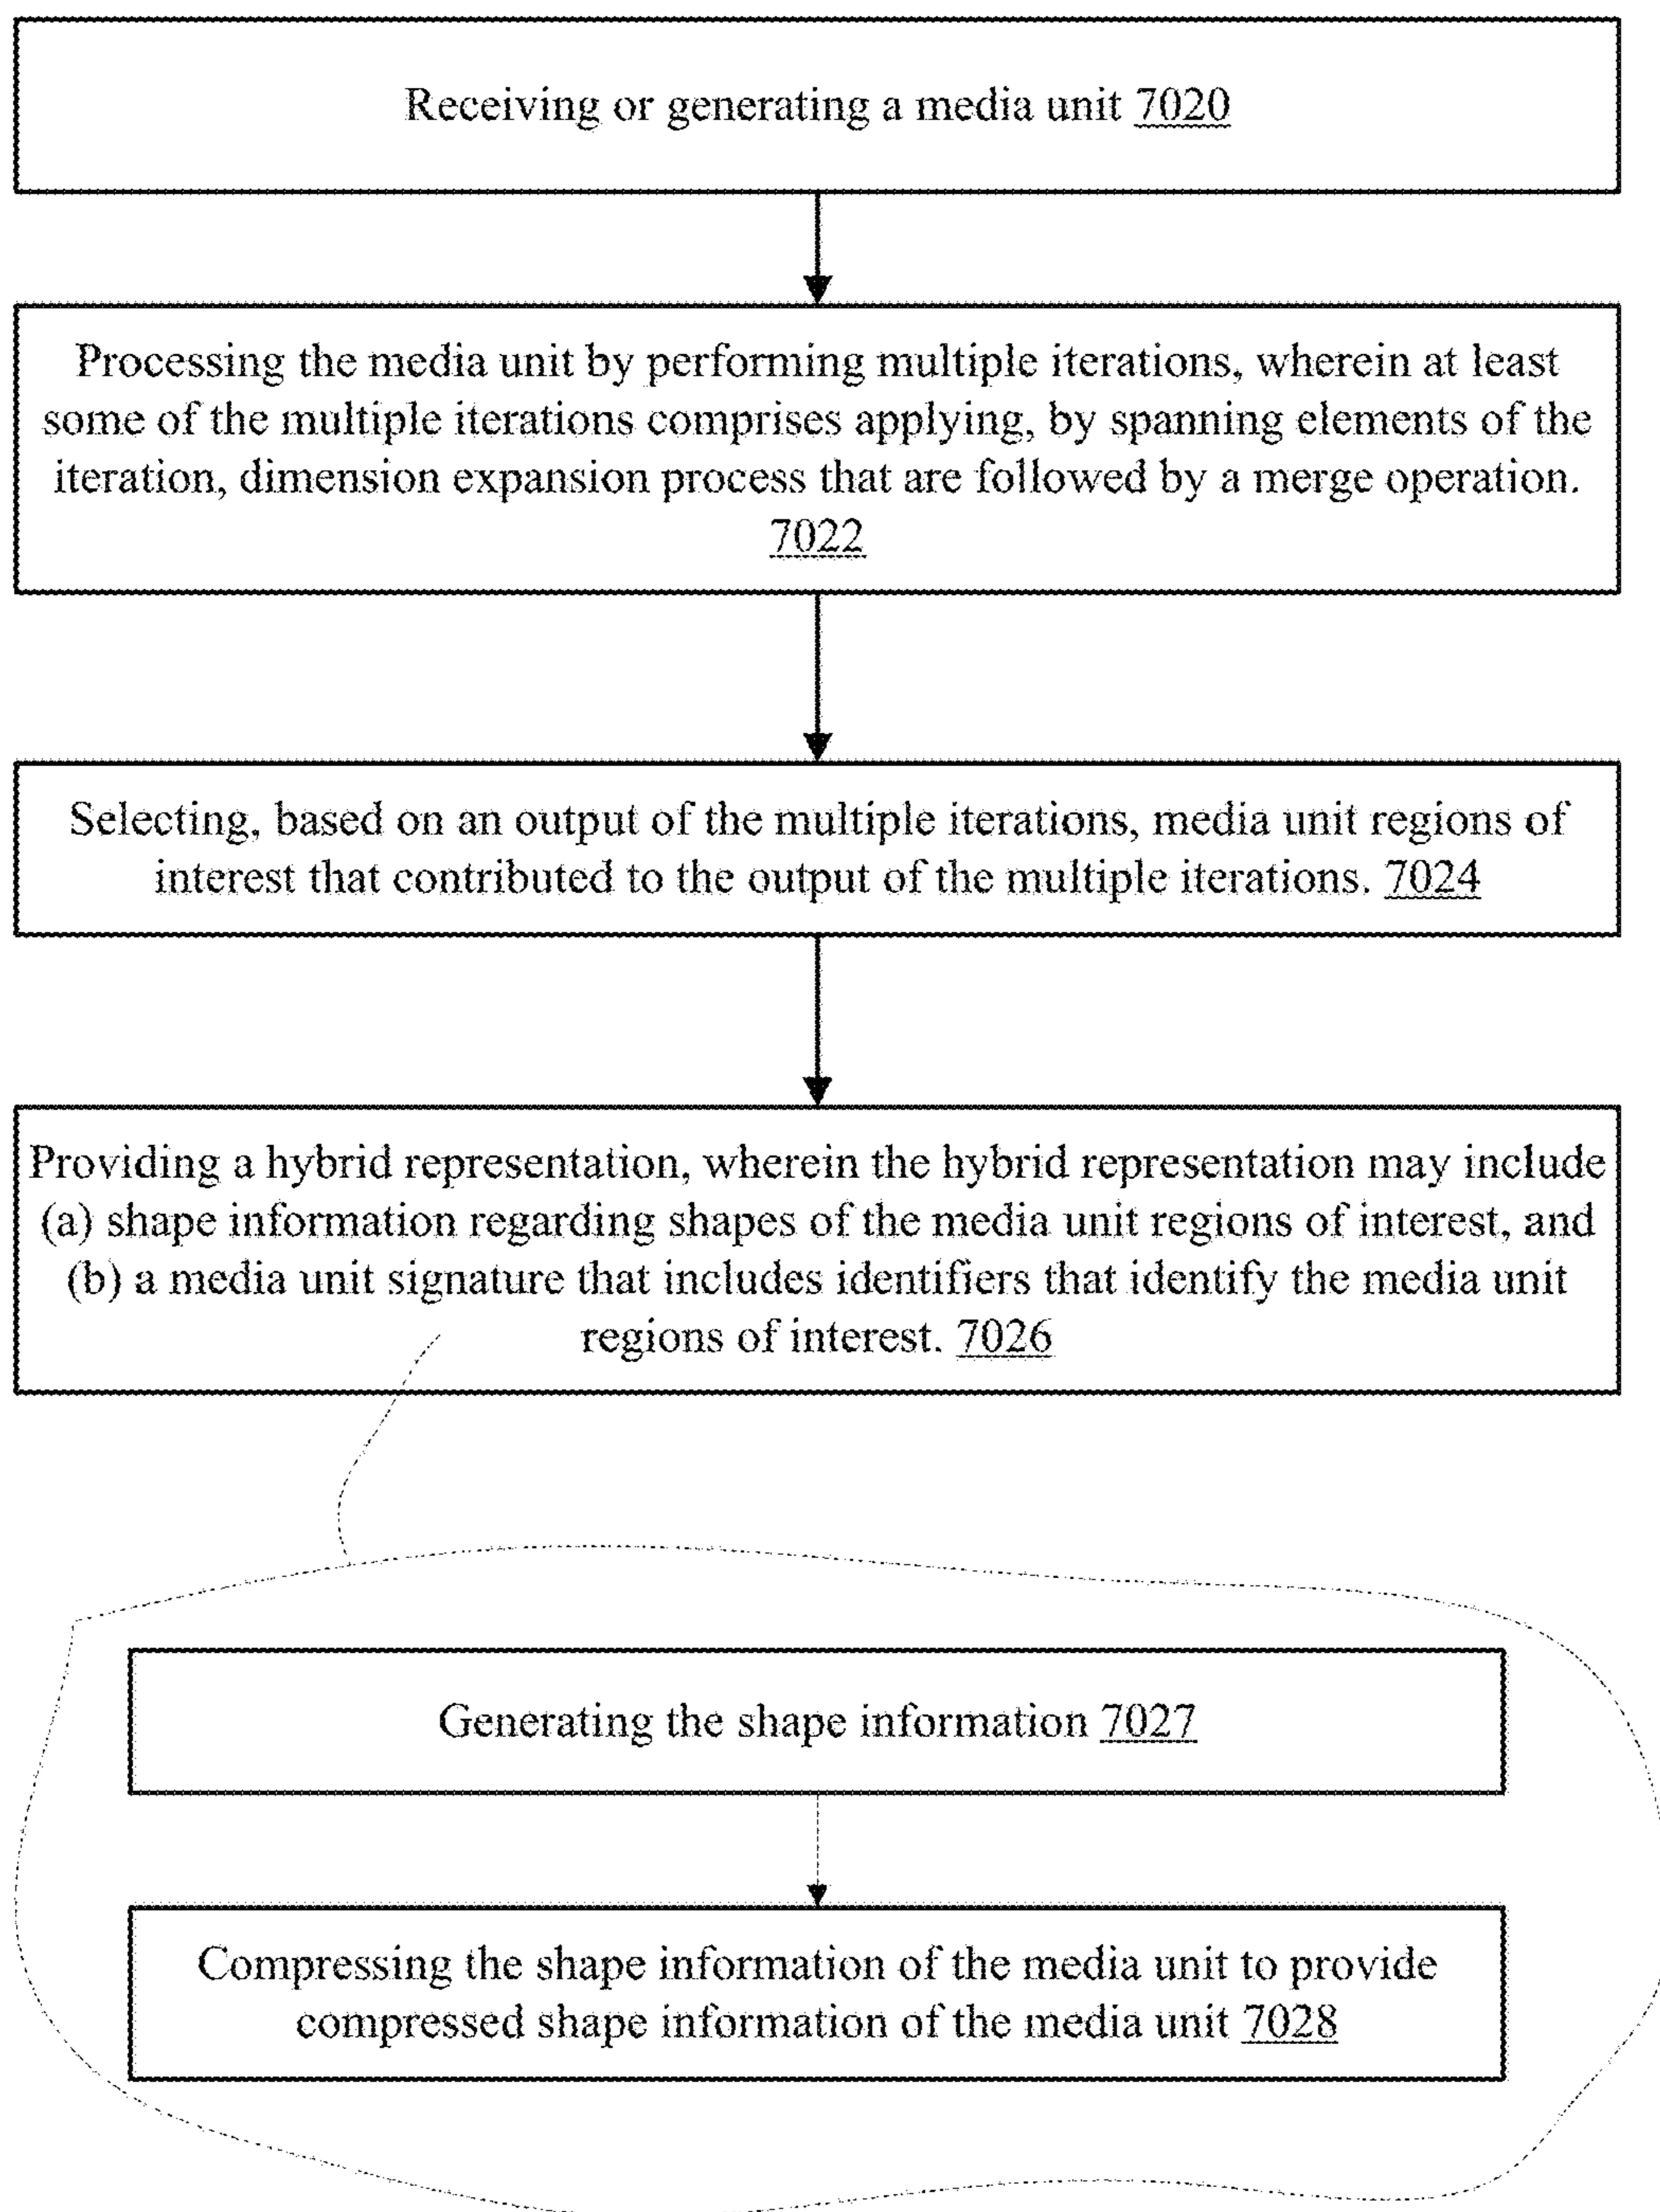 Receiving or generating a media unit 7020
Processing the media unit by performing multiple iterations, wherein at least
some of the multiple iterations comprises applying, by spanning elements of the
iteration, dimension expansion process that are followed by a merge operation.
7022
Selecting, based on an output of the multiple iterations, media unit regions of
interest that contributed to the output of the multiple iterations. 7024
Providing a hybrid representation, wherein the hybrid representation may include
(a) shape information regarding shapes of the media unit regions of interest, and
(b) a media unit signature that includes identifiers that identify the media unit
regions of interest. 7026
Generating the shape information 7027
Compressing the shape information of the media unit to provide
compressed shape information of the media unit 7028